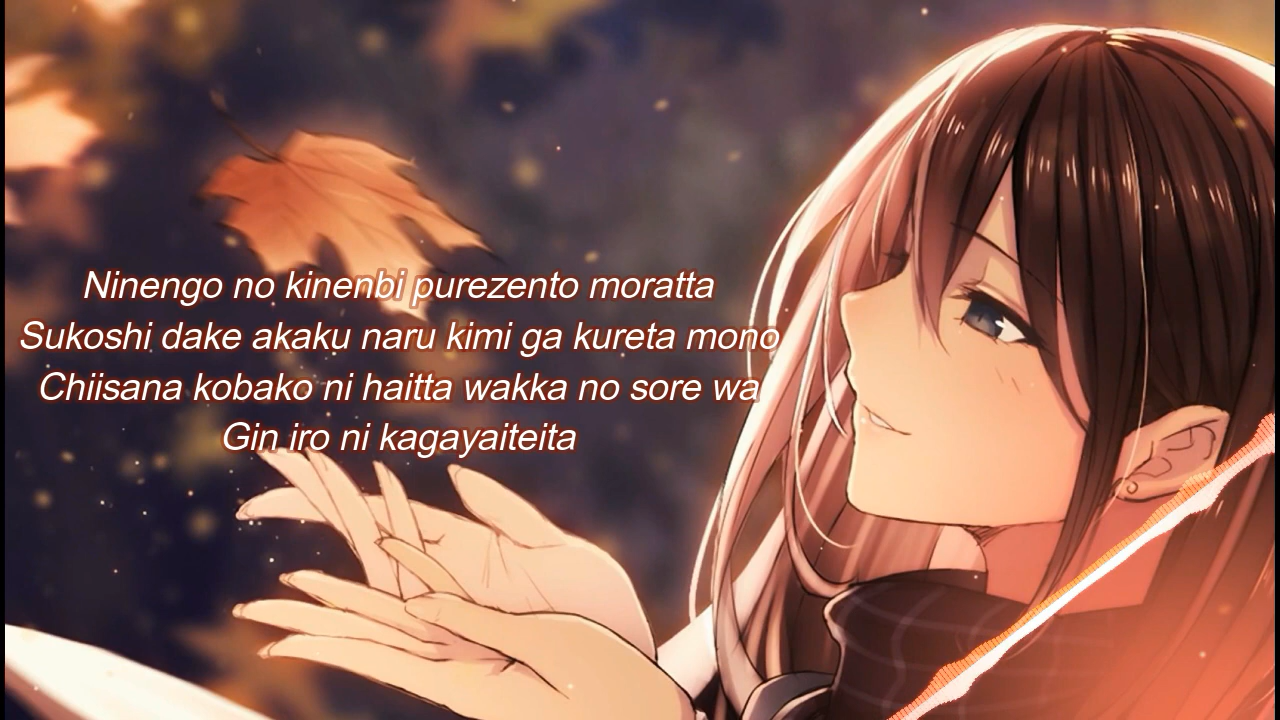 Ninengo no kinenbi purezento moratta
Sukoshi dake akaku naru kimi ga kureta mono
Chiisana kobako ni haitta wakka no sore wa
Gin iro ni kagayaiteita